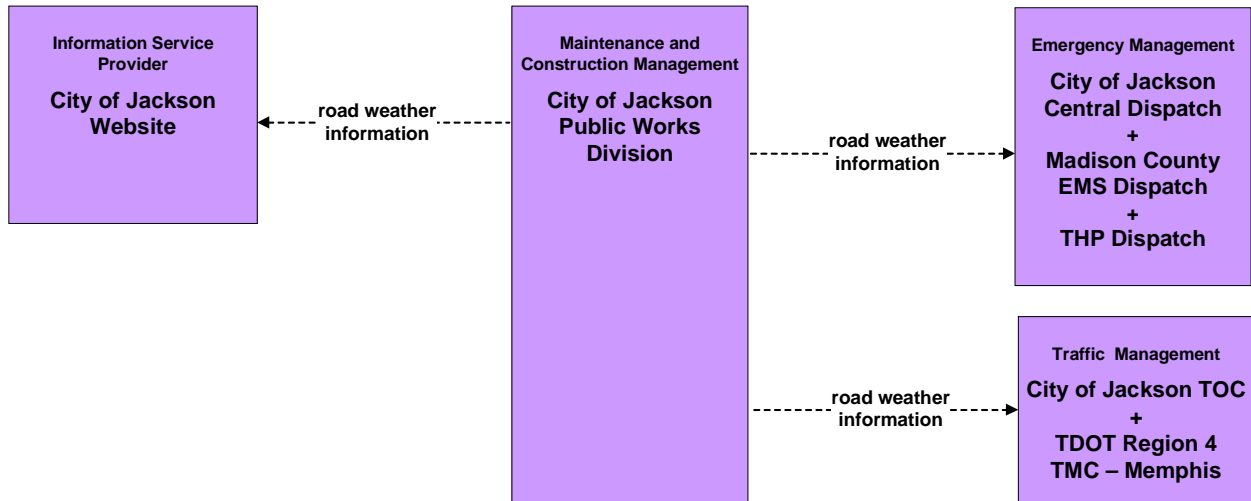 Information Service
Provider
City of Jackson
Website
road weather
information
Maintenance and
Construction Management
City of Jackson
Public Works
Division
road weather
information
Emergency Management
City of Jackson
Central Dispatch
+
Madison County
EMS Dispatch
+
THP Dispatch
road weather
information
Traffic Management
City of Jackson TOC
+
TDOT Region 4
TMC – Memphis